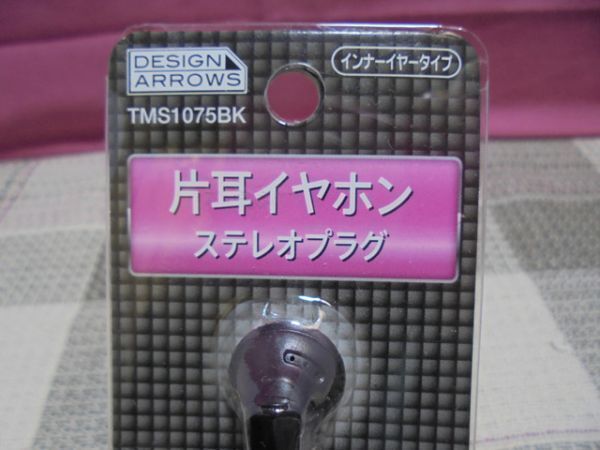 DESIGN
ARROWS
インナーイヤータイプ
TMS1075BK
片耳イヤホン
ステレオプラグ